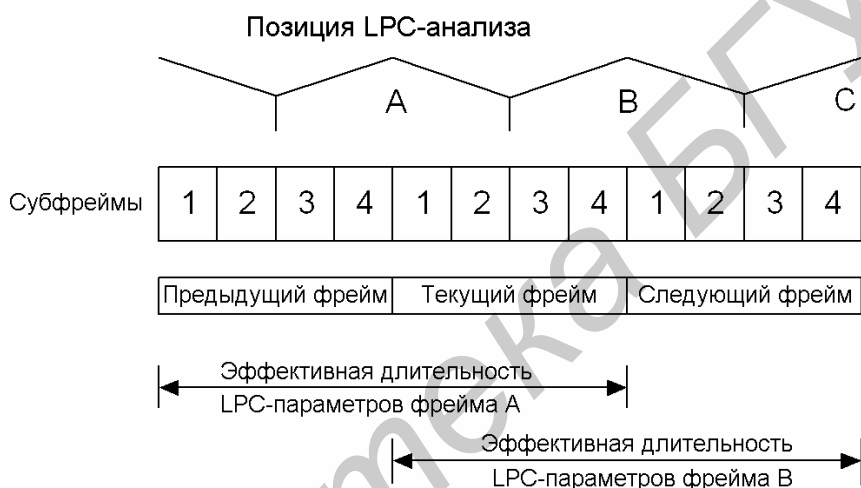 Позиция LPC-анализа
A B C
Субфреймы 1 2 3 4 1 2 3 4 1 2 3 4
Предыдущий фрейм Текущий фрейм Следующий фрейм
Эффективная длительность
LPC-параметров фрейма А
Эффективная длительность
LPC-параметров фрейма В